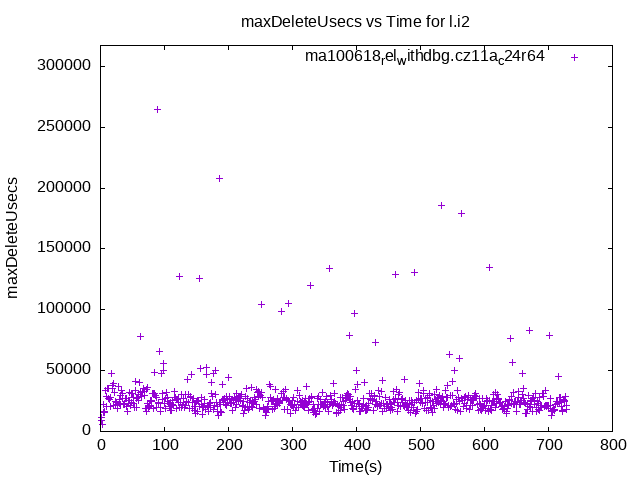 maxDeleteUsecs vs Time for l.i2
ma100618relwithdbg.cz11ac24r64
300000
250000
200000
150000
100000
50000
0
maxDeleteUsecs
0 100 200 300 400 500 600 700 800
Time(s)